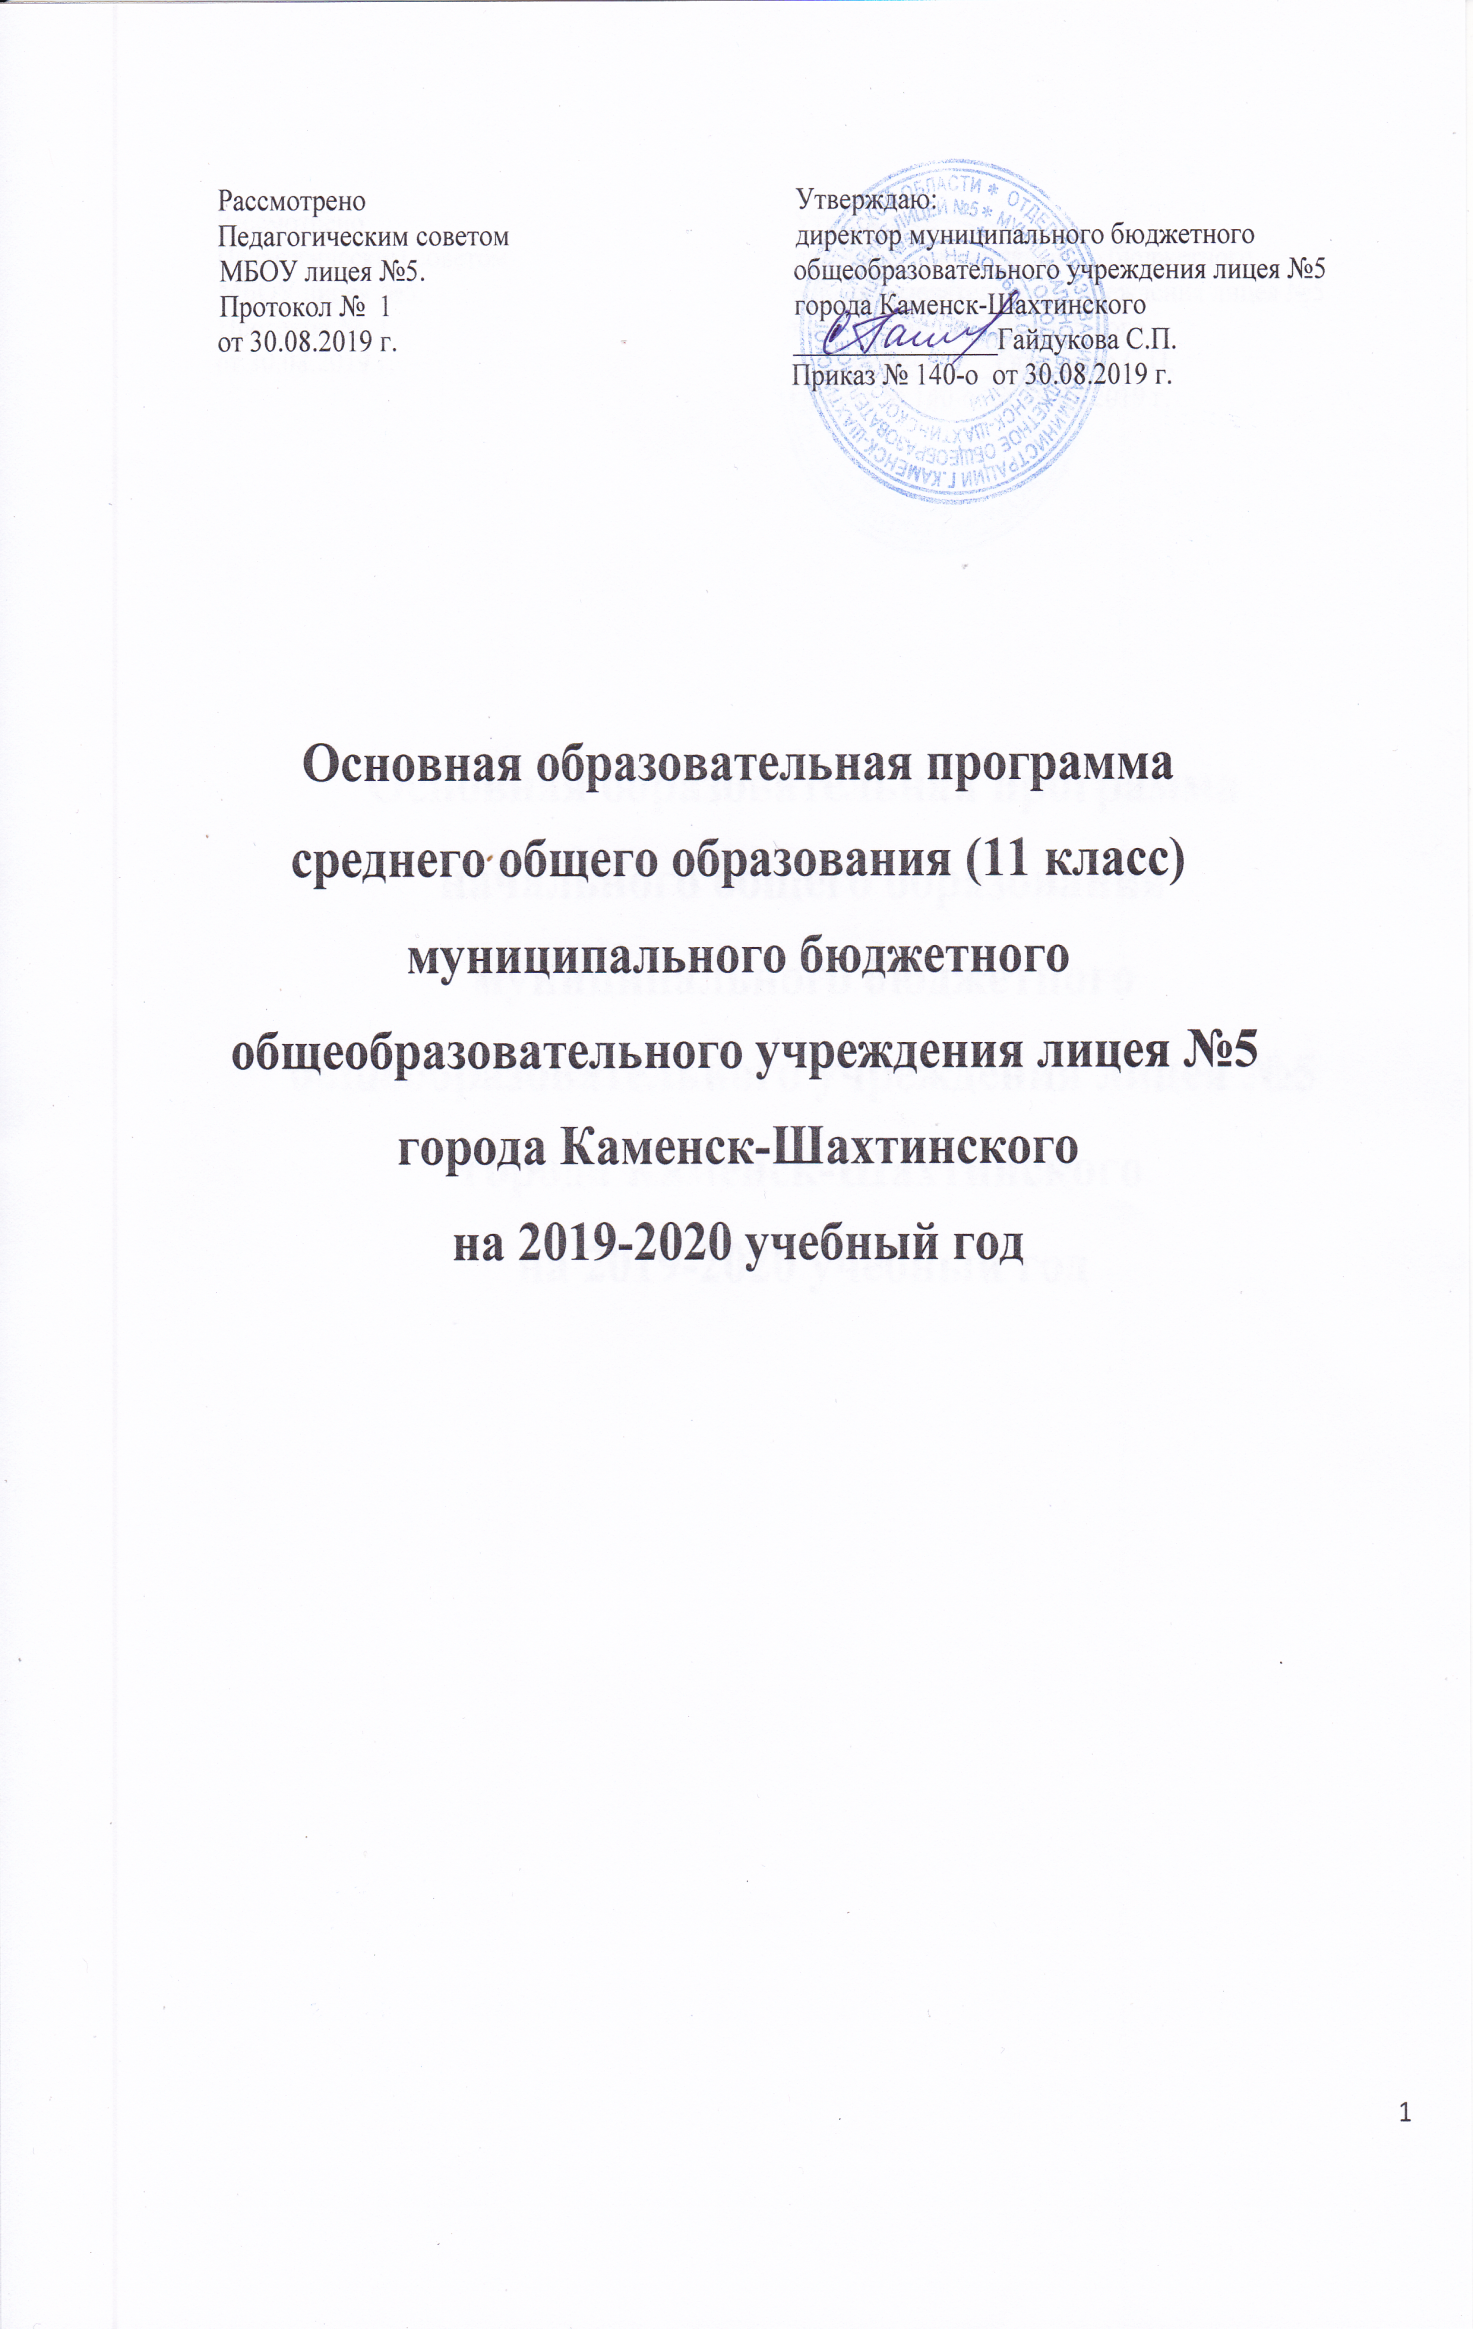 Рассмотрено
Педагогическим советом
МБОУ лицея №5.
Протокол № 1
от 30.08.2019 г.
Утверждаю:
директор муниципального бюджетного
общеобразовательного учреждения лицея №5
города Каменск-Шахтинского
Гайдукова С.П.
Приказ № 140-о от 30.08.2019 г.
Основная образовательная программа
среднего общего образования (11 класс)
муниципального бюджетного
общеобразовательного учреждения лицея №5
города Каменск-Шахтинского
на 2019-2020 учебный год
1